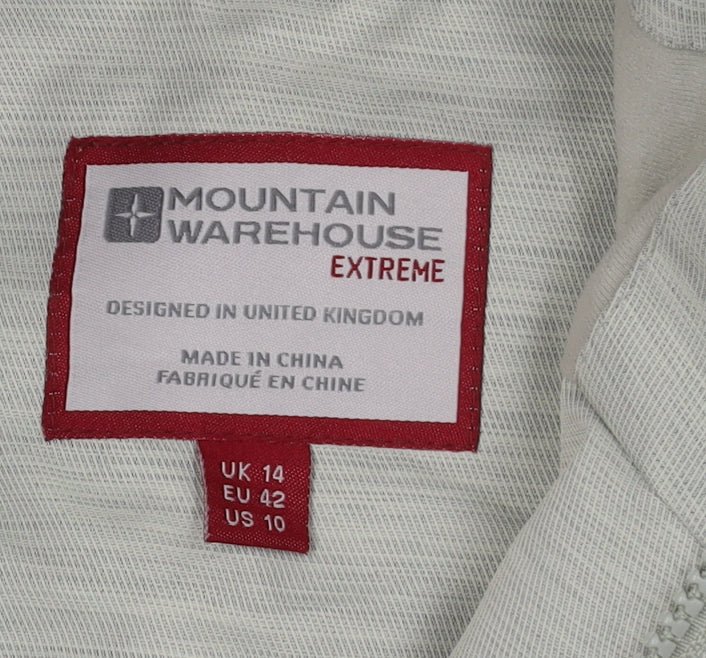 MOUNTAIN
WAREHOUSE
EXTREME
DESIGNED IN UNITED KINGDOM
MADE IN CHINA
FABRIQUÉ EN CHINE
UK 14
EU 42
US 10